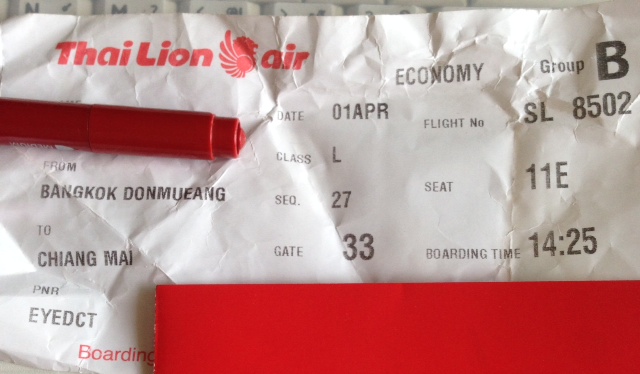 Thai Lion air
ECONOMY Group B
DATE 01APR FLIGHT No SL 8502
CLASS L
FROM
BANGKOK DONMUEANG
SEAT 11E
SEQ. 27
TO
CHIANG MAI
GATE 33 BOARDING TIME 14:25
PNR
EYEDCT
Boarding